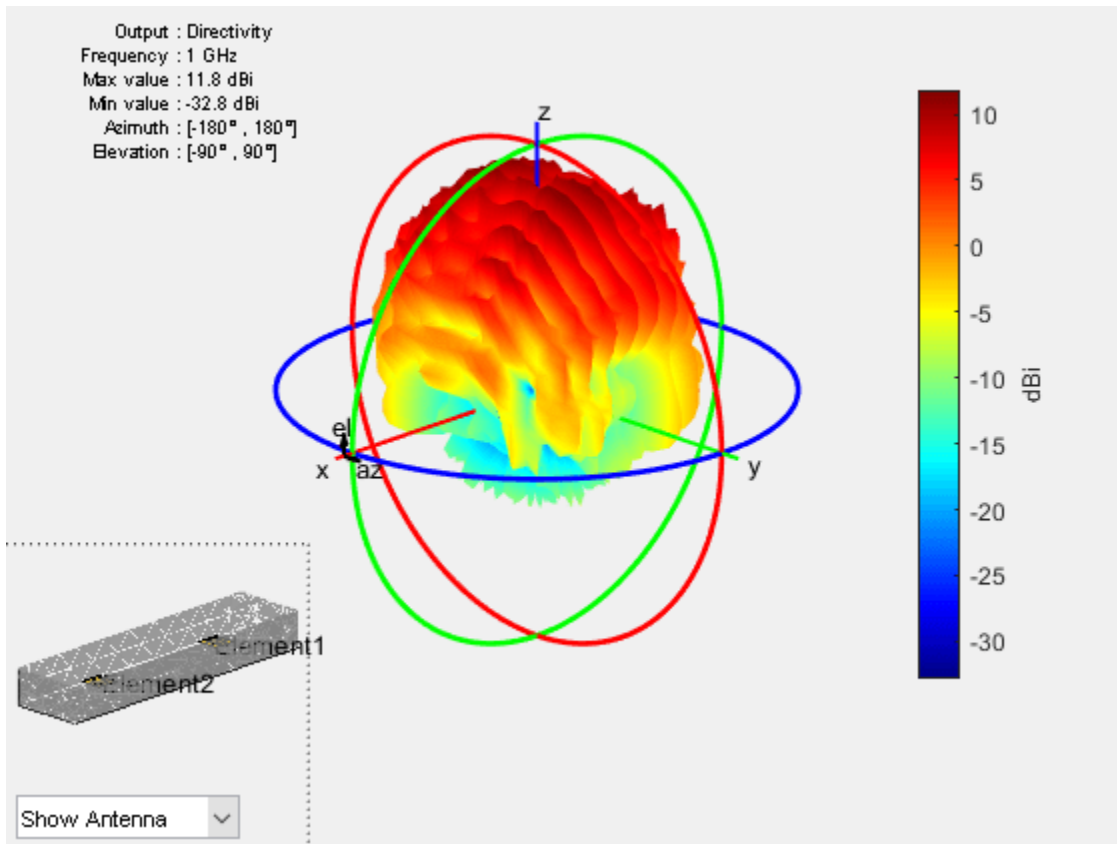 Output : Directivity
Frequency : 1 GHz
Max value : 11.8 dBi
Min value : -32.8 dBi
Azimuth : [-180° , 180°]
Elevation : [-90° , 90°]
z
10
5
0
-5
-10
-15
-20
-25
-30
dBi
el
x
az
y
Element1
Element2
Show Antenna